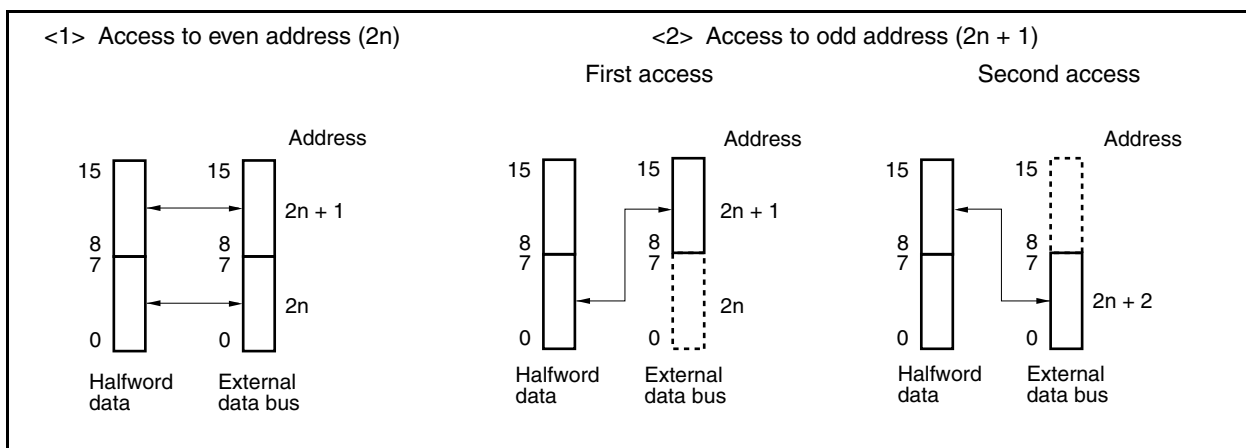 <1> Access to even address (2n)
<2> Access to odd address (2n + 1)
First access
Second access
Address
15
15
2n + 1
8
8
7
7
2n
0
0
Halfword
data
External
data bus
Address
15
15
2n + 1
8
8
7
7
2n
0
0
Halfword
data
External
data bus
Address
15
15
8
8
7
7
2n + 2
0
0
Halfword
data
External
data bus